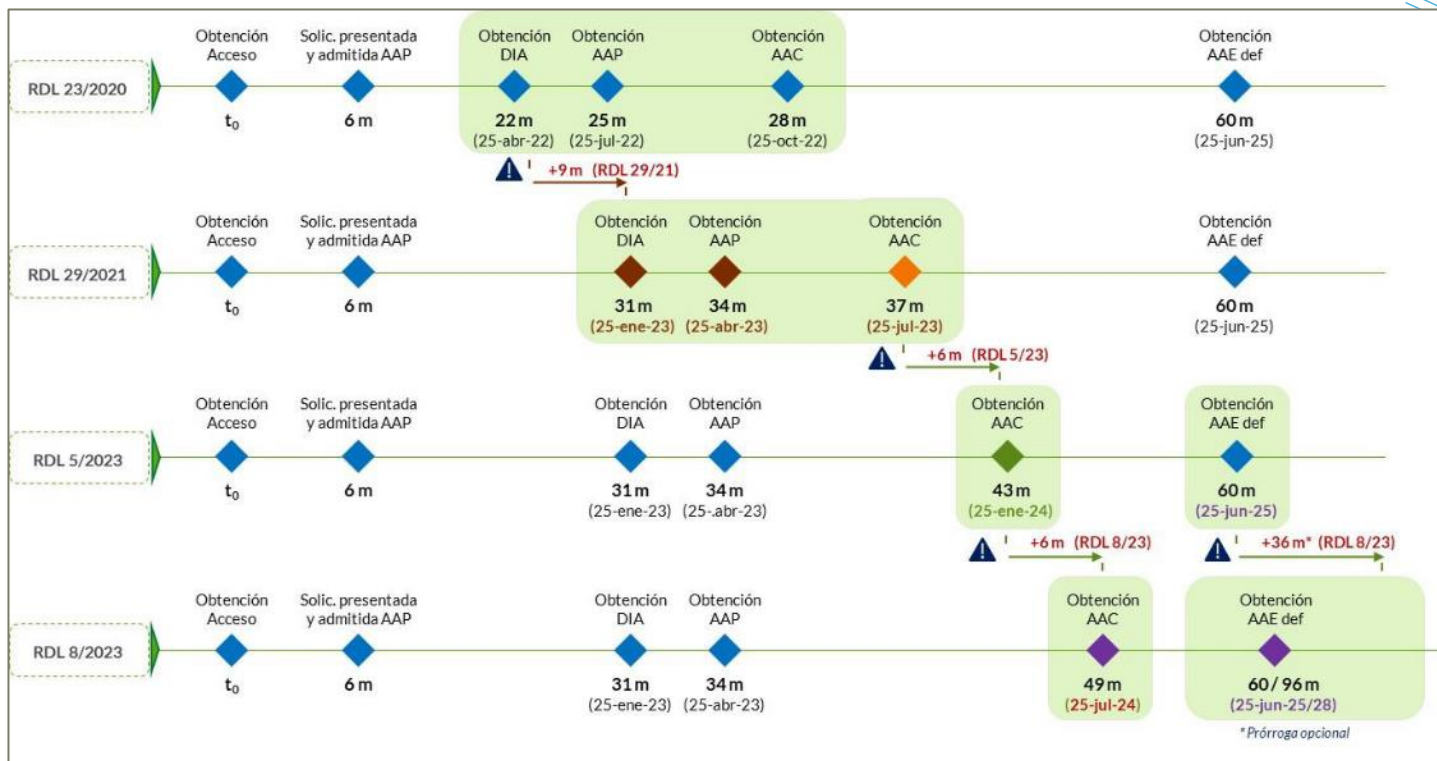 RDL 23/2020
Obtención
Acceso
t₀
Solic. presentada
y admitida AAP
6 m
Obtención
DIA
22 m
(25-abr-22)
Obtención
AAP
25 m
(25-jul-22)
Obtención
AAC
28 m
(25-oct-22)
Obtención
AAE def
60 m
(25-jun-25)
+9 m (RDL 29/21)
RDL 29/2021
Obtención
Acceso
t₀
Solic. presentada
y admitida AAP
6 m
Obtención
DIA
31 m
(25-ene-23)
Obtención
AAP
34 m
(25-abr-23)
Obtención
AAC
37 m
(25-jul-23)
Obtención
AAE def
60 m
(25-jun-25)
+6 m (RDL 5/23)
RDL 5/2023
Obtención
Acceso
t₀
Solic. presentada
y admitida AAP
6 m
Obtención
DIA
31 m
(25-ene-23)
Obtención
AAP
34 m
(25-.abr-23)
Obtención
AAC
43 m
(25-ene-24)
Obtención
AAE def
60 m
(25-jun-25)
+6 m (RDL 8/23)
+36 m* (RDL 8/23)
RDL 8/2023
Obtención
Acceso
t₀
Solic. presentada
y admitida AAP
6 m
Obtención
DIA
31 m
(25-ene-23)
Obtención
AAP
34 m
(25-abr-23)
Obtención
AAC
49 m
(25-jul-24)
Obtención
AAE def
60 / 96 m
(25-jun-25/28)
* Prórroga opcional